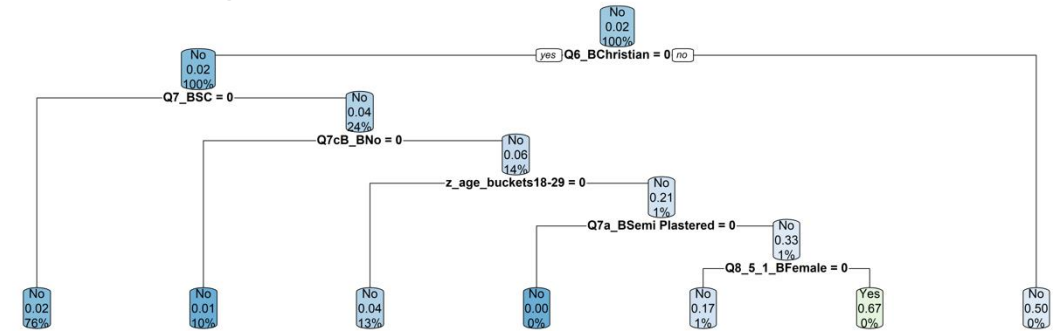 No
0.02
100%
yes Q6_BChristian = 0 no
No
0.02
100%
Q7_BSC = 0
No
0.04
24%
Q7cB_BNo = 0
No
0.06
14%
z_age_buckets18-29 = 0
No
0.21
1%
Q7a_BSemi Plastered = 0
No
0.33
1%
Q8_5_1_BFemale = 0
No
0.02
76%
No
0.01
10%
No
0.04
13%
No
0.00
0%
No
0.17
1%
Yes
0.67
0%
No
0.50
0%